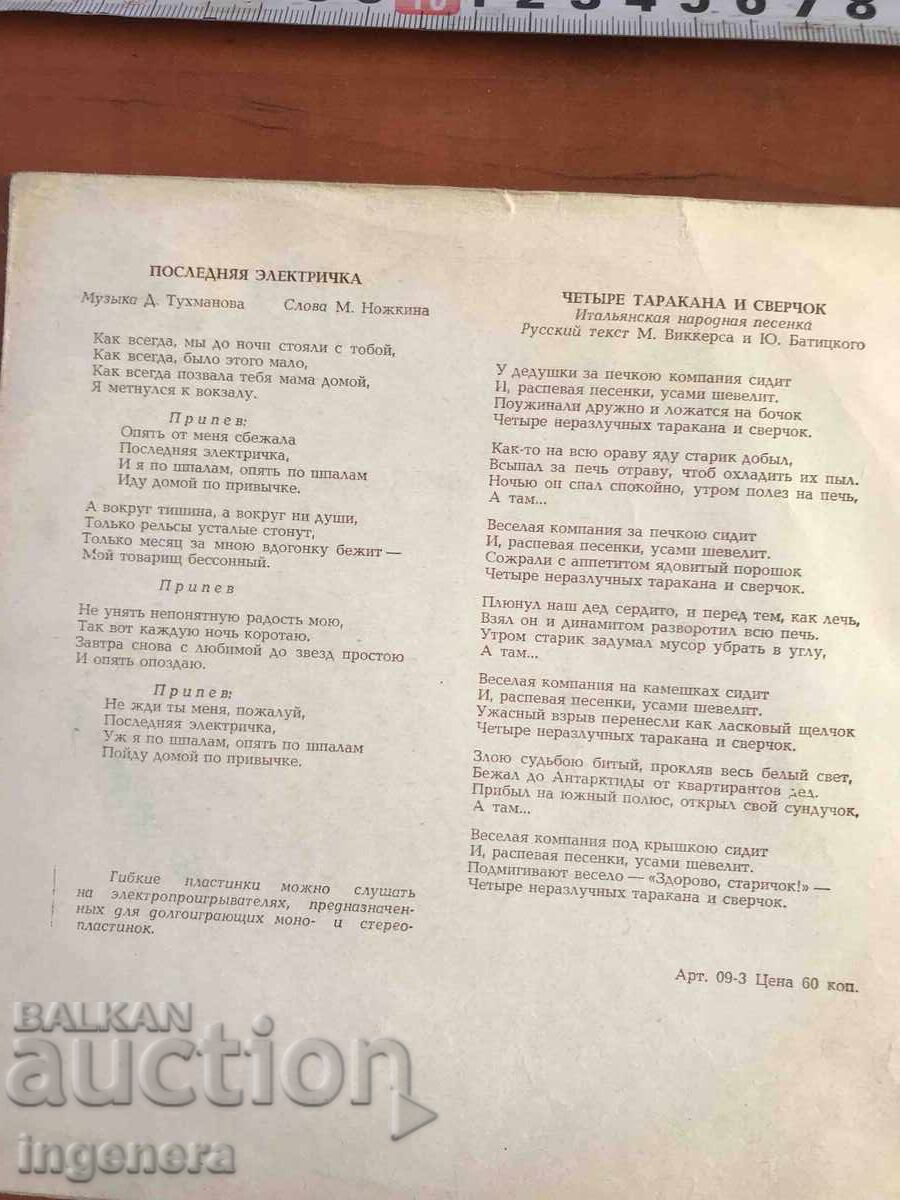 10 1 2 3 4 5 6 7 8
ПОСЛЕДНЯЯ ЭЛЕКТРИЧКА
Музыка Д. Тухманова Слова М. Ножкина
Как всегда, мы до ночи стояли с тобой,
Как всегда, было этого мало,
Как всегда позвала тебя мама домой,
Я метнулся к вокзалу.
Припев:
Опять от меня сбежала
Последняя электричка,
И я по шпалам, опять по шпалам
Иду домой по привычке.
А вокруг тишина, а вокруг ни души,
Только рельсы усталые стонут,
Только месяц за мною вдогонку бежит —
Мой товарищ бессонный.
Припев
Не унять непонятную радость мою,
Так вот каждую ночь коротаю.
Завтра снова с любимой до звезд простою
И опять опоздаю.
Припев:
Не жди ты меня, пожалуй,
Последняя электричка,
Уж я по шпалам, опять по шпалам
Пойду домой по привычке.
Гибкие пластинки можно слушать
на электропроигрывателях, предназначен-
ных для долгоиграющих моно- и стерео-
пластинок.
ЧЕТЫРЕ ТАРАКАНА И СВЕРЧОК
Итальянская народная песенка
Русский текст М. Виккерса и Ю. Батицкого
У дедушки за печкою компания сидит
И, распевая песенки, усами шевелит.
Поужинали дружно и ложатся на бочок
Четыре неразлучных таракана и сверчок.
Как-то на всю ораву яду старик добыл,
Всыпал за печь отраву, чтоб охладить их пыл.
Ночью он спал спокойно, утром полез на печь,
А там...
Веселая компания за печкою сидит
И, распевая песенки, усами шевелит.
Сожрали с аппетитом ядовитый порошок
Четыре неразлучных таракана и сверчок.
Плюнул наш дед сердито, и перед тем, как лечь,
Взял он и динамитом разворотил всю печь.
Утром старик задумал мусор убрать в углу,
А там...
Веселая компания на камешках сидит
И, распевая песенки, усами шевелит.
Ужасный взрыв перенесли как ласковый щелчок
Четыре неразлучных таракана и сверчок.
Злою судьбою битый, прокляв весь белый свет,
Бежал до Антарктиды от квартирантов дед.
Прибыл на южный полюс, открыл свой сундучок,
А там...
Веселая компания под крышкою сидит
И, распевая песенки, усами шевелит.
Подмигивают весело — «Здорово, старичок!» —
Четыре неразлучных таракана и сверчок.
Арт. 09-3 Цена 60 коп.
BALKAN
auction
ingenera